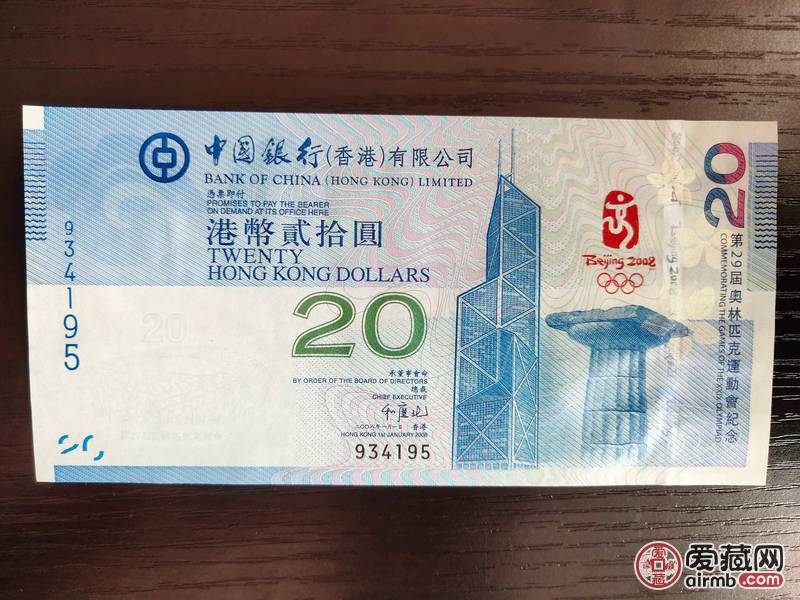 中國銀行(香港)有限公司
BANK OF CHINA (HONG KONG) LIMITED
憑票即付
PROMISES TO PAY THE BEARER
ON DEMAND AT ITS OFFICE HERE
港幣貳拾圓
TWENTY
HONG KONG DOLLARS
20
承董事會命
BY ORDER OF THE BOARD OF DIRECTORS
總裁
CHIEF EXECUTIVE
二〇〇八年一月一日 香港
HONG KONG 1ST JANUARY 2008
934195
934195
20
Beijing 2008
20
第29屆奧林匹克運動會紀念
COMMEMORATING THE GAMES OF THE XXIX OLYMPIAD
爱藏网
airmb.com